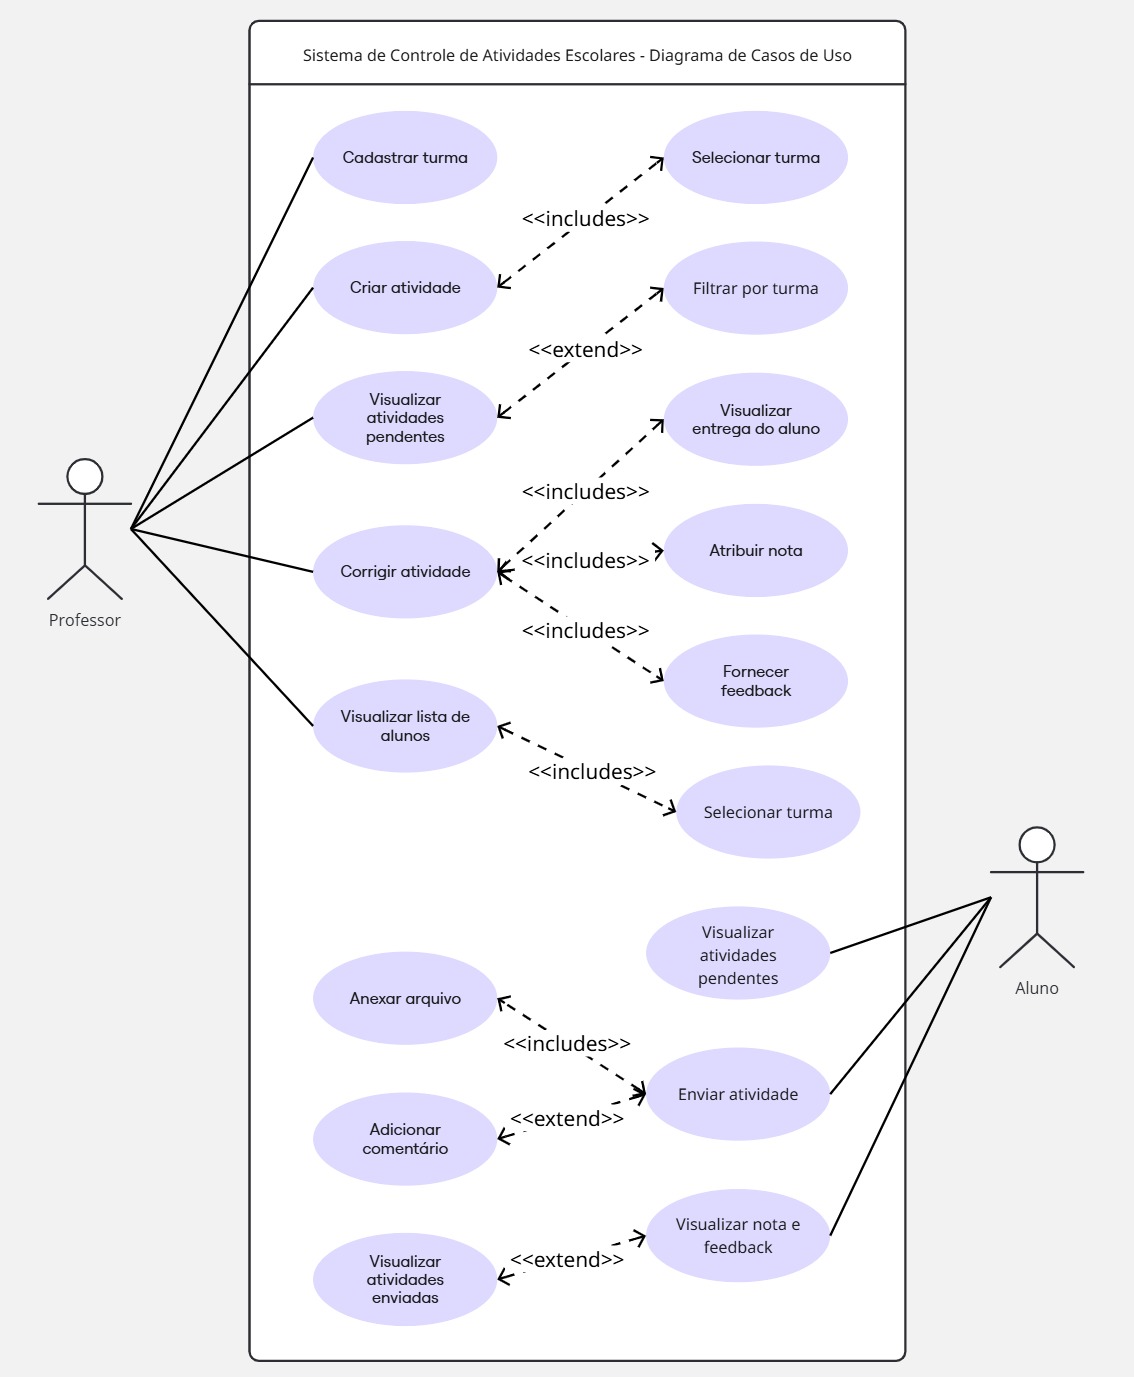 Sistema de Controle de Atividades Escolares - Diagrama de Casos de Uso
Cadastrar turma
Selecionar turma
<<includes>>
Criar atividade
Filtrar por turma
<<extend>>
Visualizar
atividades
pendentes
Visualizar
entrega do aluno
<<includes>>
Corrigir atividade
<<includes>>
Atribuir nota
<<includes>>
Professor
Fornecer
feedback
Visualizar lista de
alunos
<<includes>>
Selecionar turma
Visualizar
atividades
pendentes
Aluno
Anexar arquivo
<<includes>>
Enviar atividade
<<extend>>
Adicionar
comentário
Visualizar nota e
feedback
<<extend>>
Visualizar
atividades
enviadas